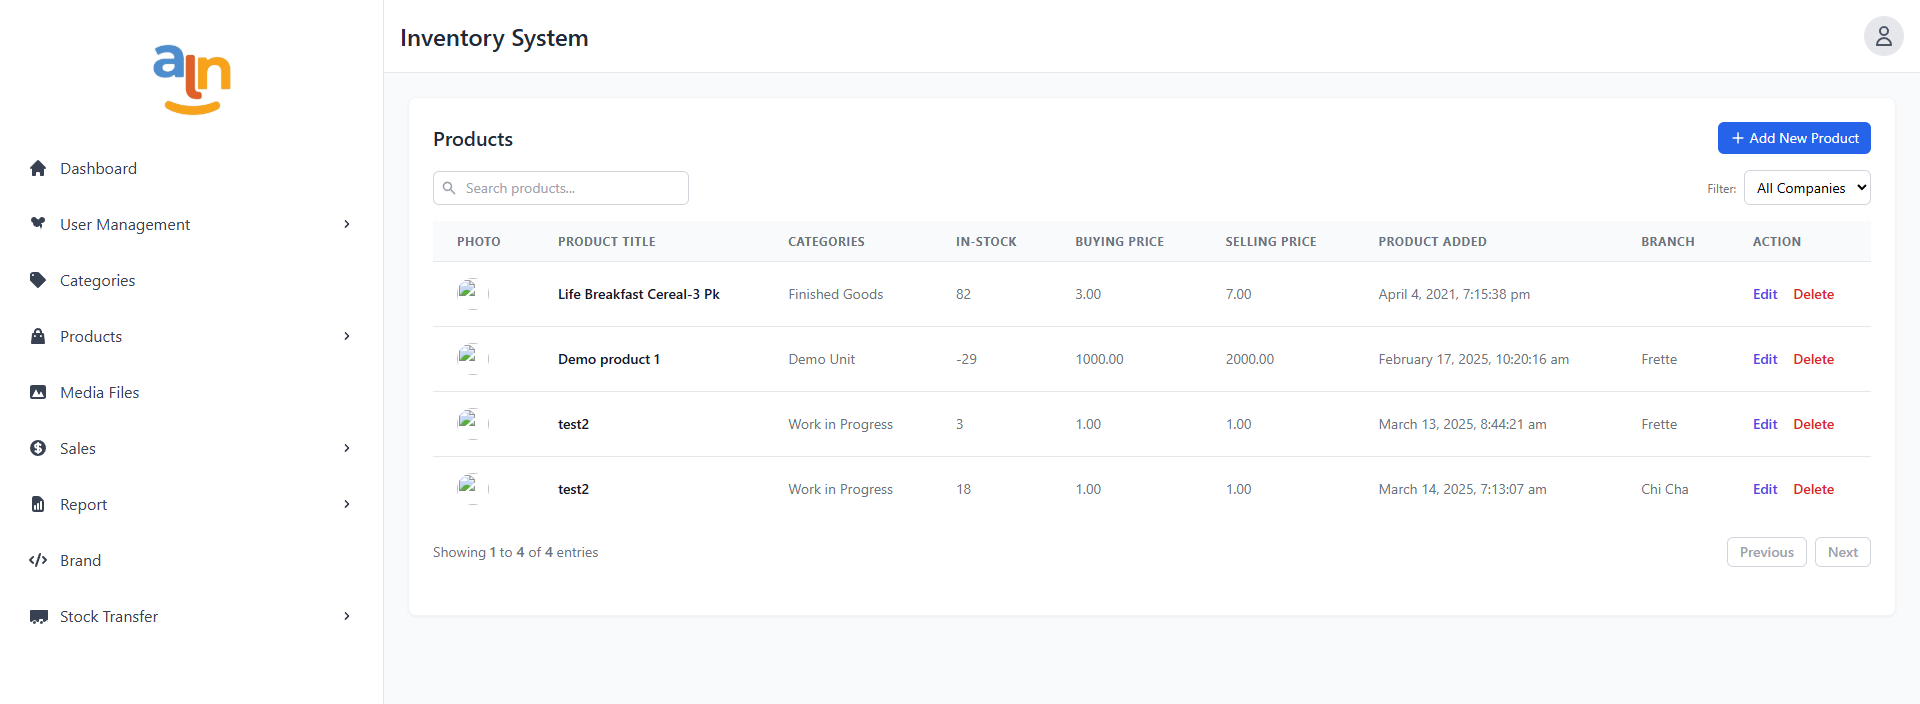 aln
Inventory System
Dashboard
User Management
Categories
Products
Media Files
Sales
Report
Brand
Stock Transfer
Products
Add New Product
Search products...
Filter: All Companies
PHOTO PRODUCT TITLE CATEGORIES IN-STOCK BUYING PRICE SELLING PRICE PRODUCT ADDED BRANCH ACTION
Life Breakfast Cereal-3 Pk Finished Goods 82 3.00 7.00 April 4, 2021, 7:15:38 pm Edit Delete
Demo product 1 Demo Unit -29 1000.00 2000.00 February 17, 2025, 10:20:16 am Frette Edit Delete
test2 Work in Progress 3 1.00 1.00 March 13, 2025, 8:44:21 am Frette Edit Delete
test2 Work in Progress 18 1.00 1.00 March 14, 2025, 7:13:07 am Chi Cha Edit Delete
Showing 1 to 4 of 4 entries
Previous Next